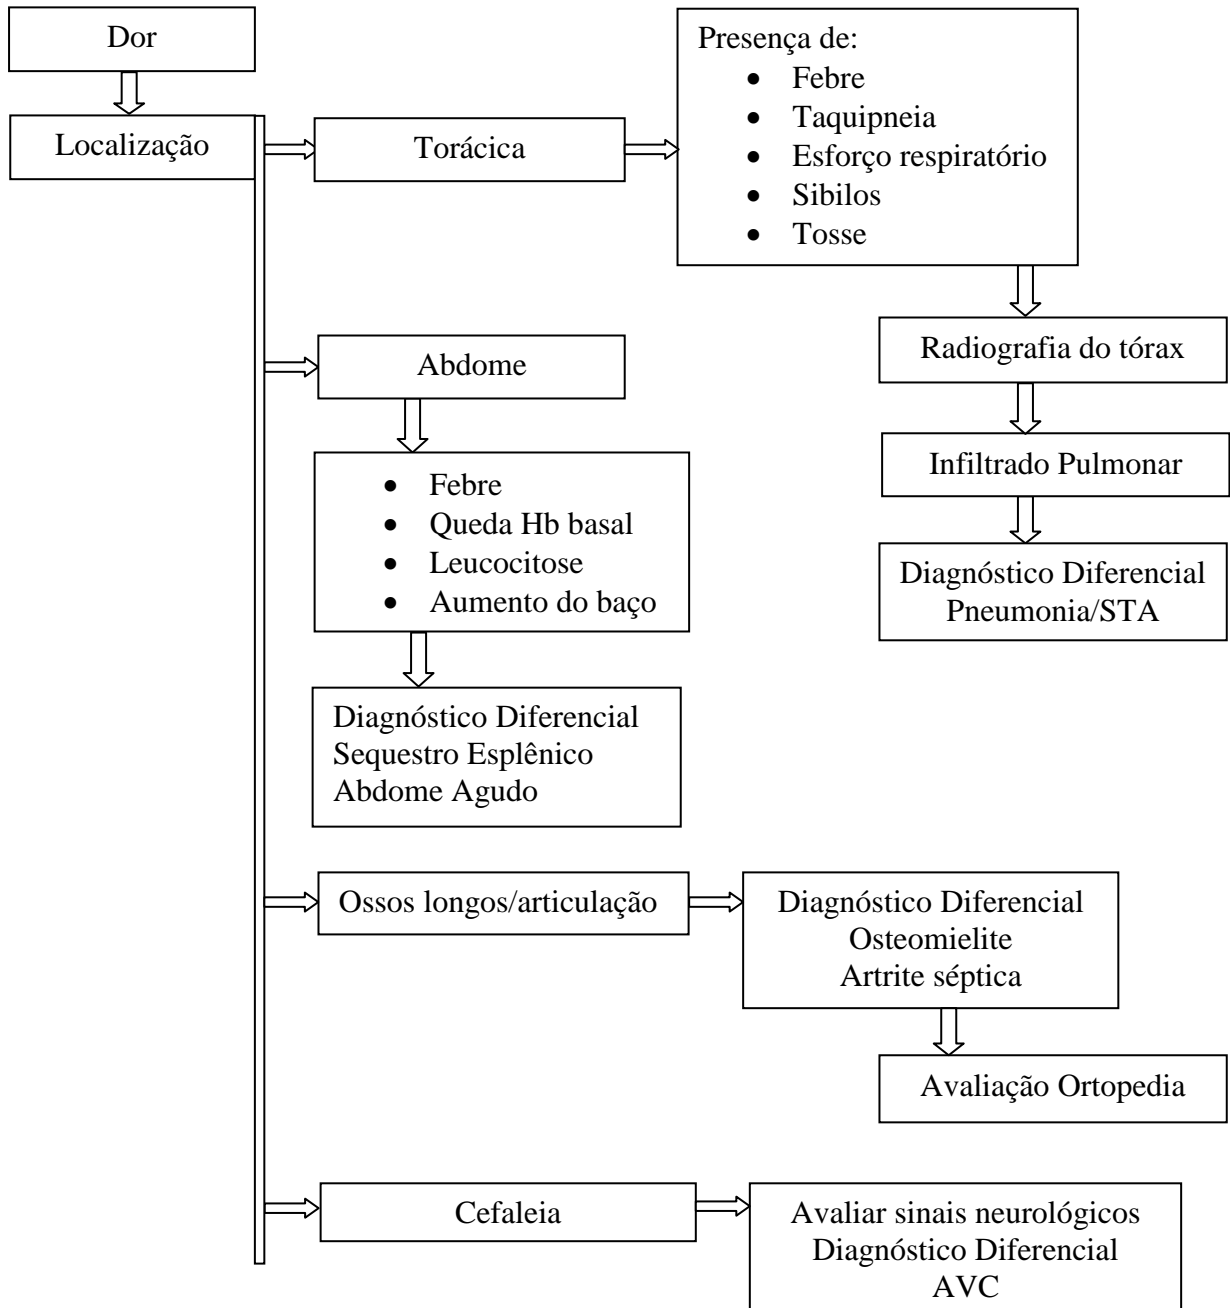 Dor
Localização
Torácica
Presença de:
• Febre
• Taquipneia
• Esforço respiratório
• Sibilos
• Tosse
Radiografia do tórax
Infiltrado Pulmonar
Diagnóstico Diferencial
Pneumonia/STA
Abdome
• Febre
• Queda Hb basal
• Leucocitose
• Aumento do baço
Diagnóstico Diferencial
Sequestro Esplênico
Abdome Agudo
Ossos longos/articulação
Diagnóstico Diferencial
Osteomielite
Artrite séptica
Avaliação Ortopedia
Cefaleia
Avaliar sinais neurológicos
Diagnóstico Diferencial
AVC